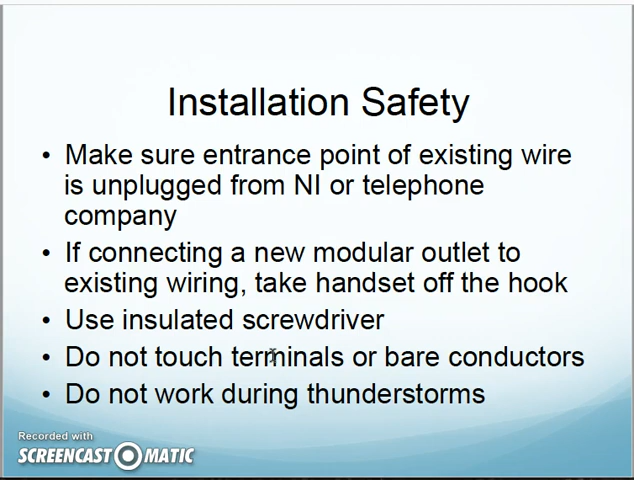 Installation Safety
• Make sure entrance point of existing wire
is unplugged from NI or telephone
company
• If connecting a new modular outlet to
existing wiring, take handset off the hook
• Use insulated screwdriver
• Do not touch terminals or bare conductors
• Do not work during thunderstorms
Recorded with
SCREENCAST MATIC